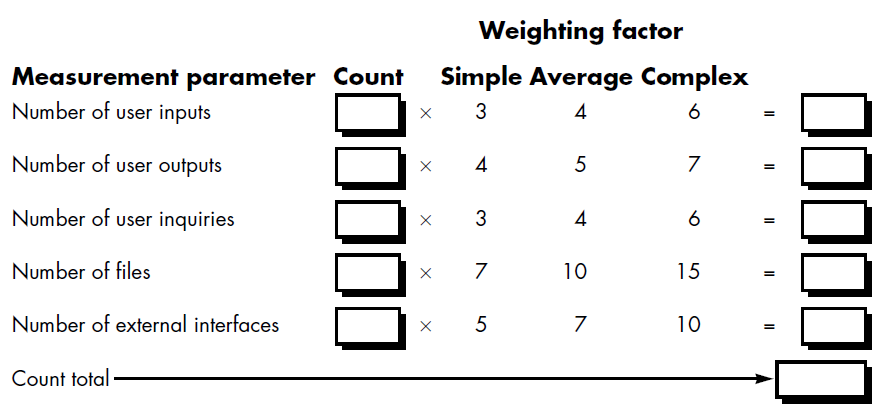 Weighting factor
Measurement parameter Count Simple Average Complex
Number of user inputs × 3 4 6 =
Number of user outputs × 4 5 7 =
Number of user inquiries × 3 4 6 =
Number of files × 7 10 15 =
Number of external interfaces × 5 7 10 =
Count total